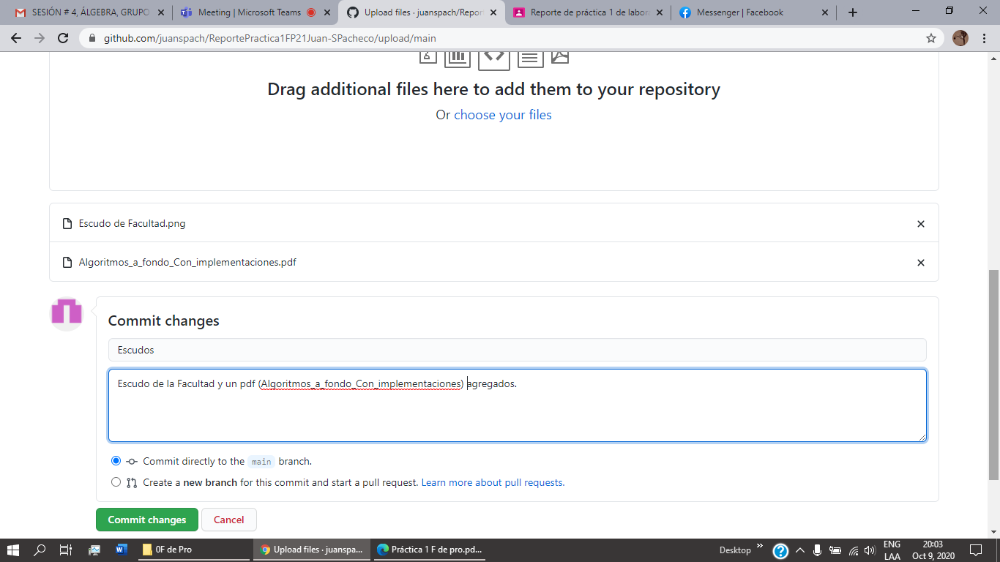 SESIÓN # 4, ÁLGEBRA, GRUPO
Meeting | Microsoft Teams
Upload files · juanspach/Repor
Reporte de práctica 1 de labor
Messenger | Facebook
github.com/juanspach/ReportePractica1FP21Juan-SPacheco/upload/main
Drag additional files here to add them to your repository
Or choose your files
Escudo de Facultad.png
Algoritmos_a_fondo_Con_implementaciones.pdf
Commit changes
Escudos
Escudo de la Facultad y un pdf (Algoritmos_a_fondo_Con_implementaciones) agregados.
Commit directly to the main branch.
Create a new branch for this commit and start a pull request. Learn more about pull requests.
Commit changes
Cancel
0F de Pro
Upload files · juanspa...
Práctica 1 F de pro.pd...
Desktop
ENG
LAA
20:03
Oct 9, 2020